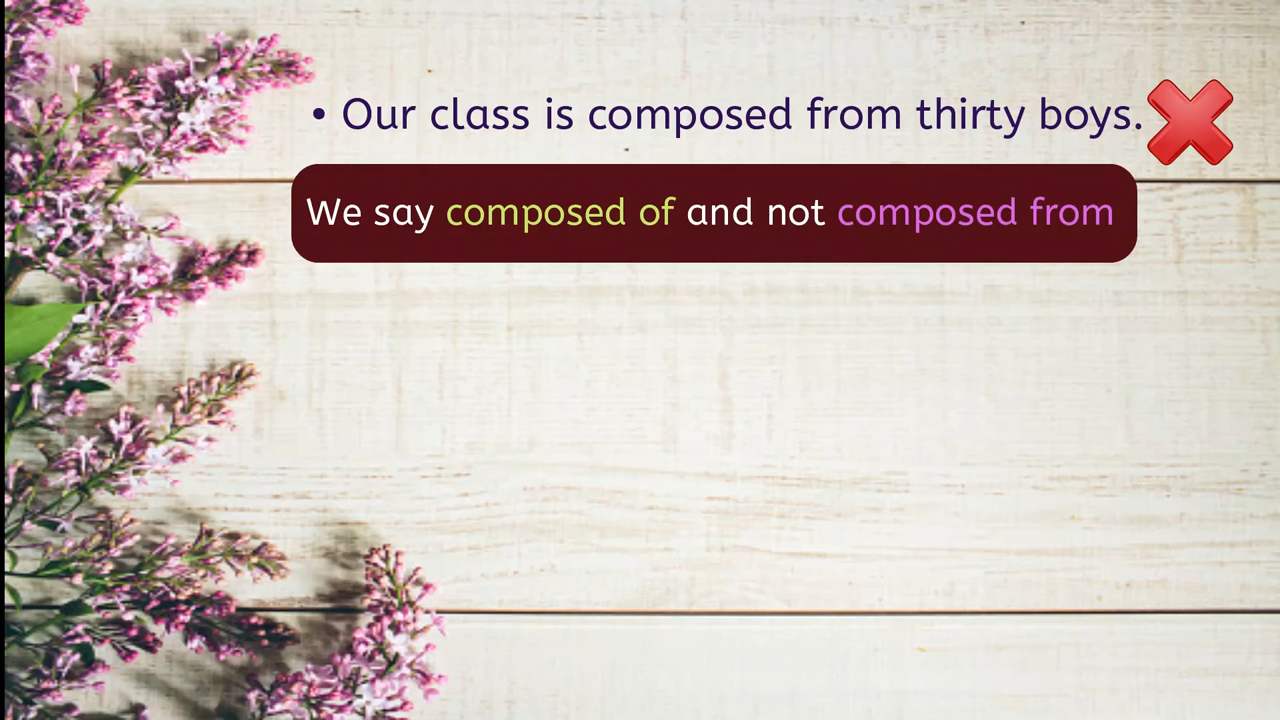 • Our class is composed from thirty boys.
We say composed of and not composed from